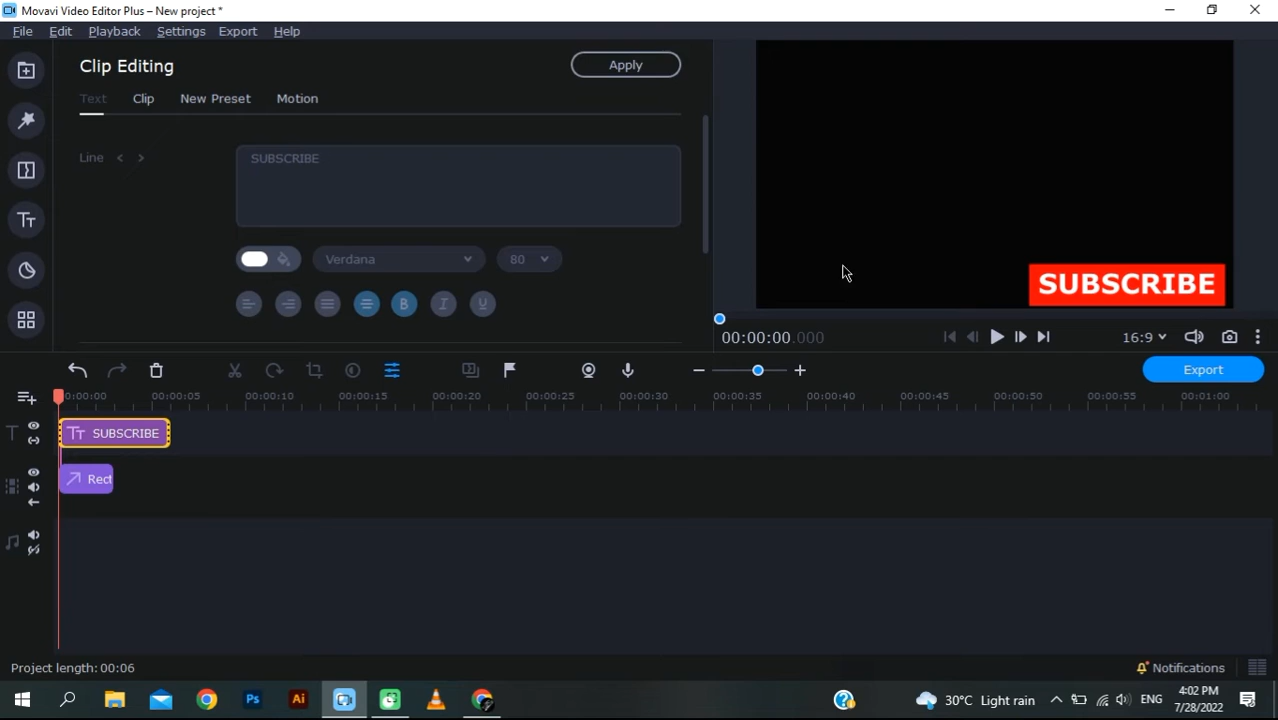 Movavi Video Editor Plus – New project *
File Edit Playback Settings Export Help
Clip Editing
Apply
Text Clip New Preset Motion
Line
SUBSCRIBE
Verdana
80
B I U
SUBSCRIBE
00:00:00.000
16:9
Export
00:00:00 00:00:05 00:00:10 00:00:15 00:00:20 00:00:25 00:00:30 00:00:35 00:00:40 00:00:45 00:00:50 00:00:55 00:01:00
SUBSCRIBE
Rect
Project length: 00:06
Notifications
Ps
Ai
30°C Light rain
ENG
4:02 PM
7/28/2022